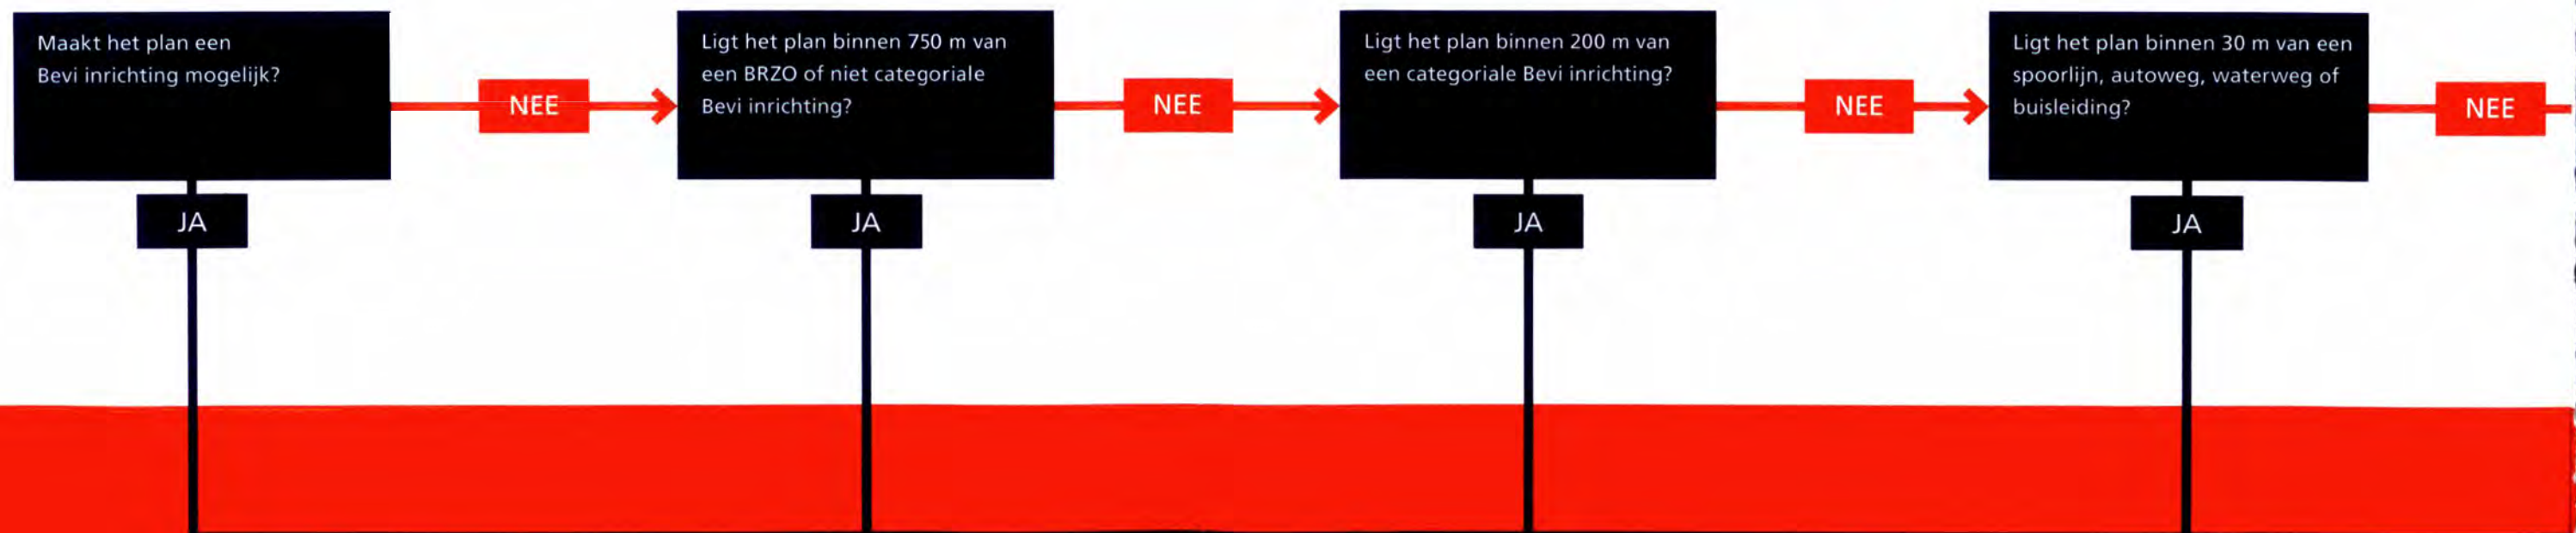 Maakt het plan een
Bevi inrichting mogelijk?
NEE
Ligt het plan binnen 750 m van
een BRZO of niet categoriale
Bevi inrichting?
NEE
Ligt het plan binnen 200 m van
een categoriale Bevi inrichting?
NEE
Ligt het plan binnen 30 m van een
spoorlijn, autoweg, waterweg of
buisleiding?
NEE
JA
JA
JA
JA